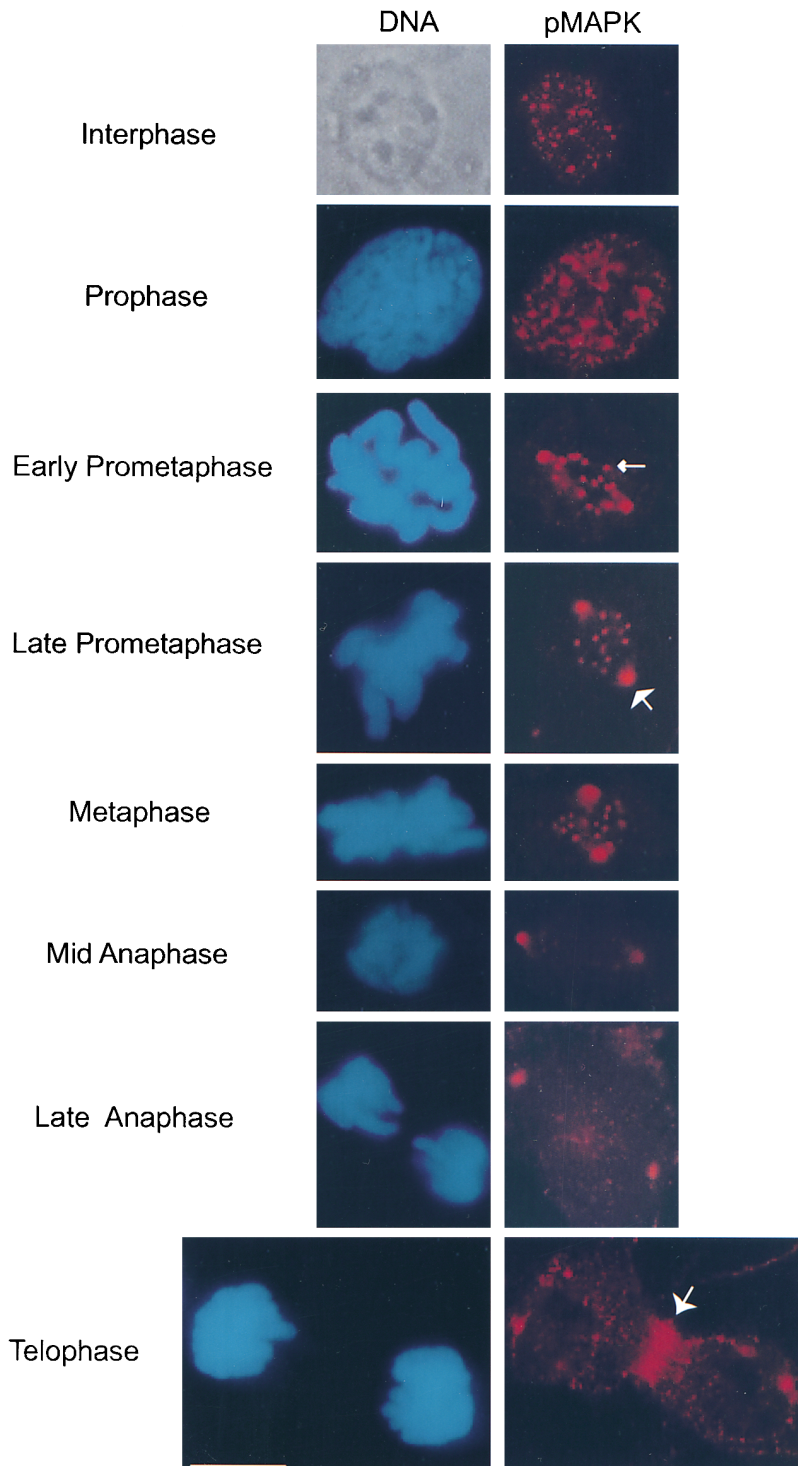 DNA pMAPK
Interphase
Prophase
Early Prometaphase
Late Prometaphase
Metaphase
Mid Anaphase
Late Anaphase
Telophase